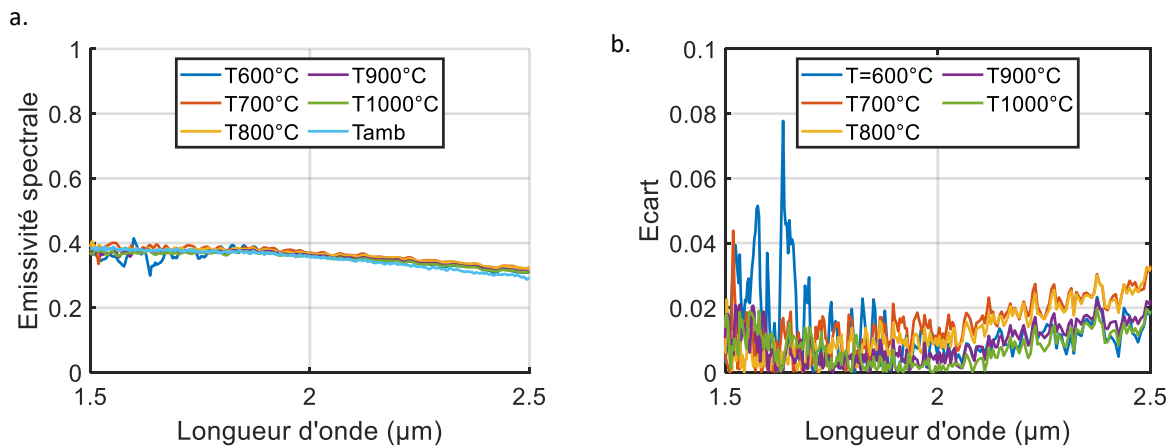 a.
1
0.8
0.6
0.4
0.2
0
1.5
2
2.5
Emissivité spectrale
Longueur d'onde (μm)
T600°C
T900°C
T700°C
T1000°C
T800°C
Tamb
b.
0.1
0.08
0.06
0.04
0.02
0
1.5
2
2.5
Ecart
Longueur d'onde (μm)
T=600°C
T900°C
T700°C
T1000°C
T800°C